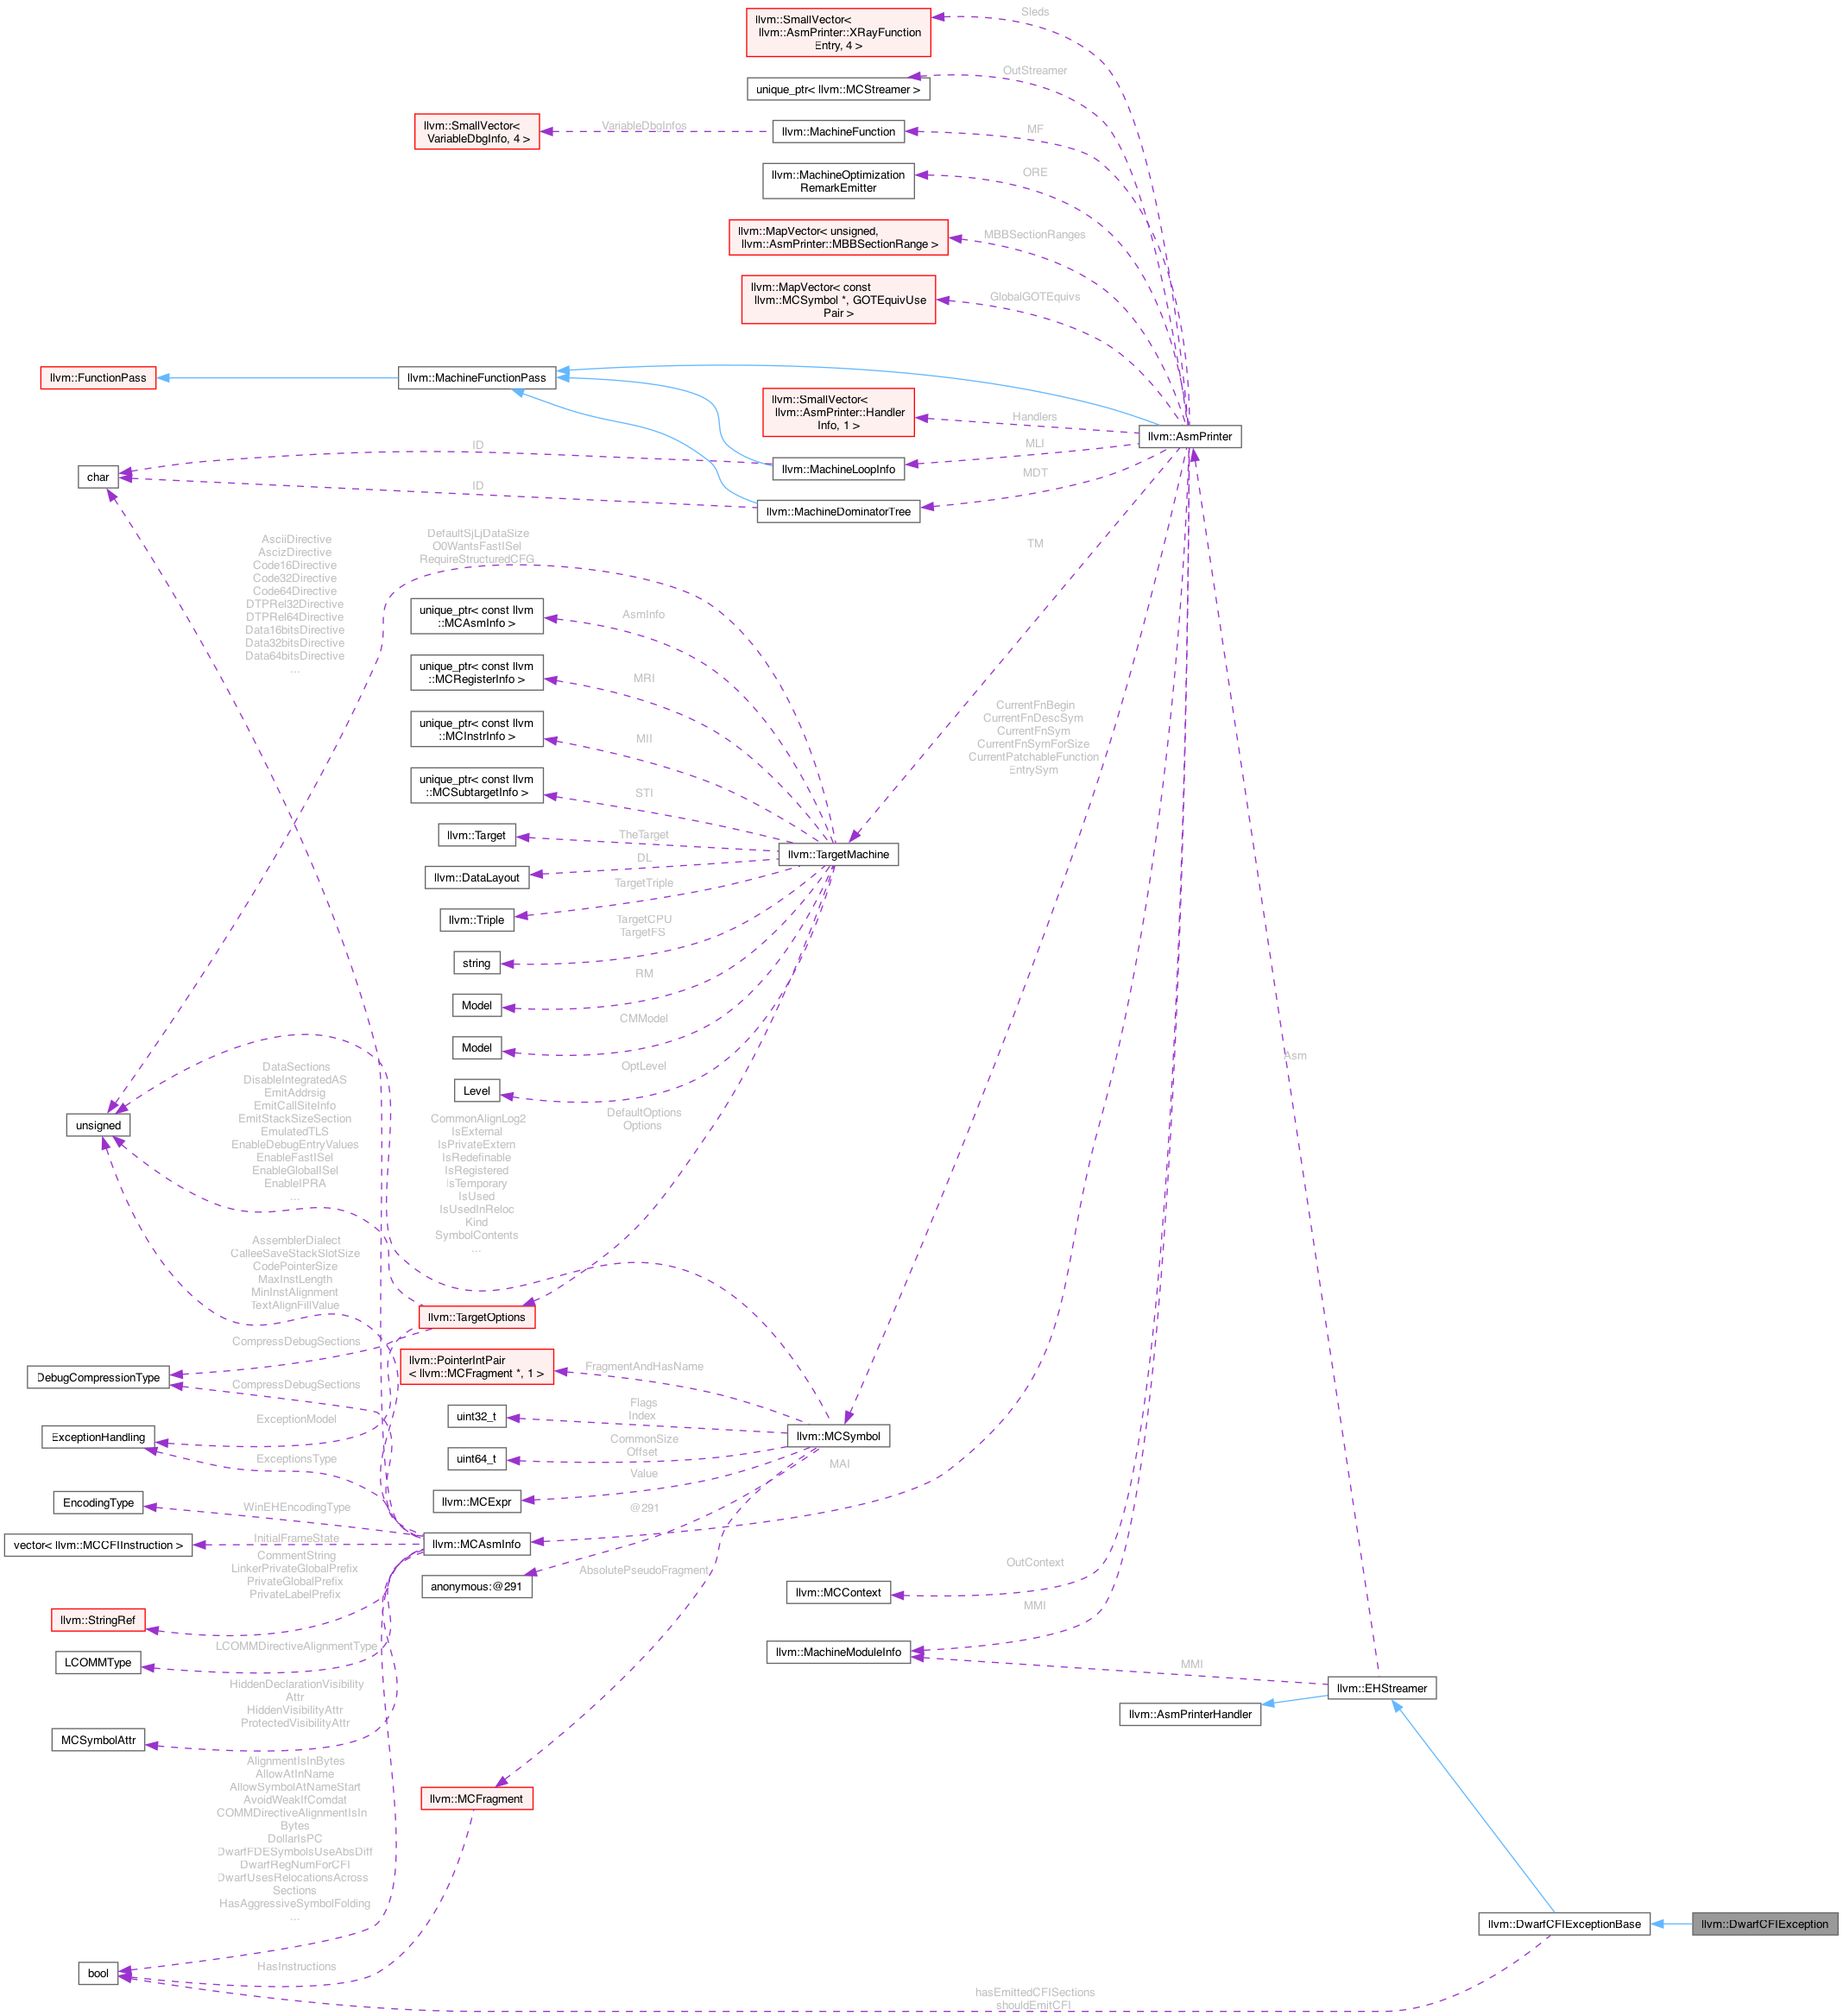 llvm::SmallVector<
llvm::AsmPrinter::XRayFunction
Entry, 4 >
Sleds
unique_ptr< llvm::MCStreamer >
OutStreamer
llvm::SmallVector<
VariableDbgInfo, 4 >
VariableDbgInfos
llvm::MachineFunction
MF
llvm::MachineOptimization
RemarkEmitter
ORE
llvm::MapVector< unsigned,
llvm::AsmPrinter::MBBSectionRange >
MBBSectionRanges
llvm::MapVector< const
llvm::MCSymbol *, GOTEquivUse
Pair >
GlobalGOTEquivs
llvm::FunctionPass
llvm::MachineFunctionPass
llvm::SmallVector<
llvm::AsmPrinter::Handler
Info, 1 >
Handlers
llvm::AsmPrinter
char
ID
llvm::MachineLoopInfo
MLI
ID
llvm::MachineDominatorTree
MDT
AsciiDirective
AscizDirective
Code16Directive
Code32Directive
Code64Directive
DTPRel32Directive
DTPRel64Directive
Data16bitsDirective
Data32bitsDirective
Data64bitsDirective
...
DefaultSjLjDataSize
O0WantsFastISel
RequireStructuredCFG
TM
unique_ptr< const llvm
::MCAsmInfo >
AsmInfo
unique_ptr< const llvm
::MCRegisterInfo >
MRI
unique_ptr< const llvm
::MCInstrInfo >
MII
unique_ptr< const llvm
::MCSubtargetInfo >
STI
CurrentFnBegin
CurrentFnDescSym
CurrentFnSym
CurrentFnSymForSize
CurrentPatchableFunction
EntrySym
llvm::Target
TheTarget
llvm::TargetMachine
llvm::DataLayout
DL
llvm::Triple
TargetTriple
string
TargetCPU
TargetFS
Model
RM
Model
CMModel
Level
OptLevel
Asm
unsigned
DataSections
DisableIntegratedAS
EmitAddrsig
EmitCallSiteInfo
EmitStackSizeSection
EmulatedTLS
EnableDebugEntryValues
EnableFastISel
EnableGlobalISel
EnableIPRA
...
CommonAlignLog2
IsExternal
IsPrivateExtern
IsRedefinable
IsRegistered
IsTemporary
IsUsed
IsUsedInReloc
Kind
SymbolContents
...
DefaultOptions
Options
AssemblerDialect
CalleeSaveStackSlotSize
CodePointerSize
MaxInstLength
MinInstAlignment
TextAlignFillValue
llvm::TargetOptions
DebugCompressionType
CompressDebugSections
CompressDebugSections
llvm::PointerIntPair
< llvm::MCFragment *, 1 >
FragmentAndHasName
uint32_t
Flags
Index
llvm::MCSymbol
ExceptionHandling
ExceptionModel
ExceptionsType
uint64_t
CommonSize
Offset
MAI
llvm::MCExpr
Value
EncodingType
WinEHEncodingType
@291
vector< llvm::MCCFIInstruction >
InitialFrameState
llvm::MCAsmInfo
anonymous:@291
AbsolutePseudoFragment
CommentString
LinkerPrivateGlobalPrefix
PrivateGlobalPrefix
PrivateLabelPrefix
llvm::StringRef
llvm::MCContext
OutContext
LCOMMType
LCOMMDirectiveAlignmentType
llvm::MachineModuleInfo
MMI
MMI
llvm::EHStreamer
llvm::AsmPrinterHandler
MCSymbolAttr
HiddenDeclarationVisibility
Attr
HiddenVisibilityAttr
ProtectedVisibilityAttr
AlignmentIsInBytes
AllowAtInName
AllowSymbolAtNameStart
AvoidWeakIfComdat
COMMDirectiveAlignmentIsIn
Bytes
DollarIsPC
DwarfFDESymbolsUseAbsDiff
DwarfRegNumForCFI
DwarfUsesRelocationsAcross
Sections
HasAggressiveSymbolFolding
...
llvm::MCFragment
llvm::DwarfCFIExceptionBase
llvm::DwarfCFIException
bool
HasInstructions
hasEmittedCFISections
shouldEmitCFI